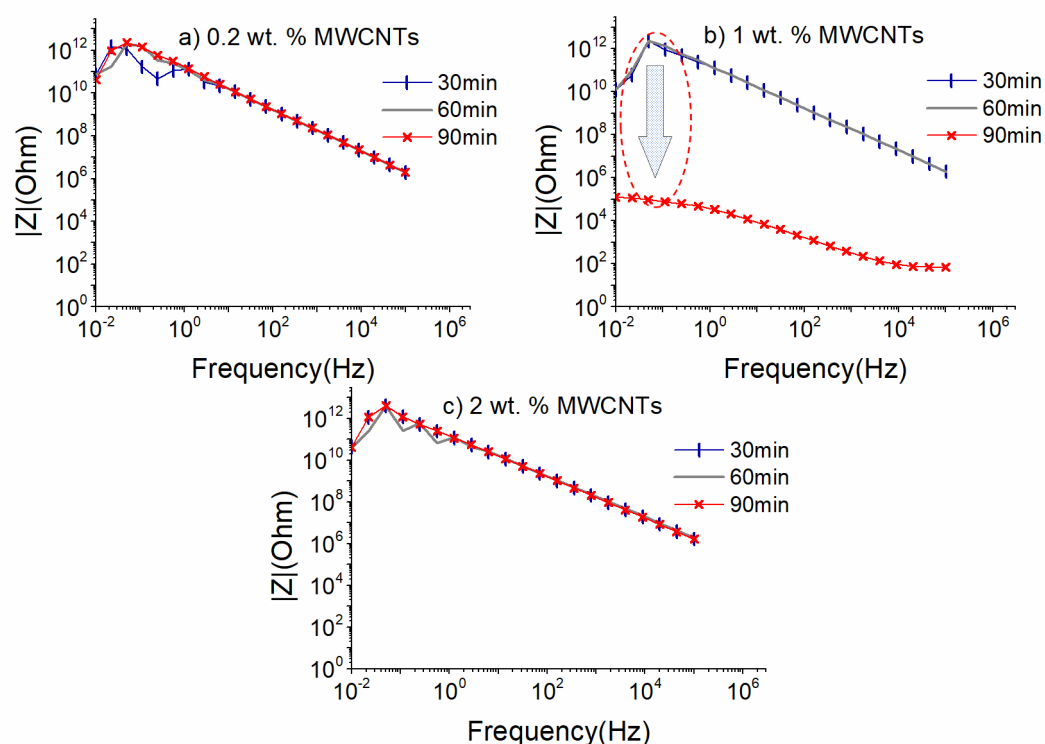 a) 0.2 wt. % MWCNTs
30min
60min
90min
|Z|(Ohm)
10^12
10^10
10^8
10^6
10^4
10^2
10^0
10^-2
10^0
10^2
10^4
10^6
Frequency(Hz)
b) 1 wt. % MWCNTs
30min
60min
90min
|Z|(Ohm)
10^12
10^10
10^8
10^6
10^4
10^2
10^0
10^-2
10^0
10^2
10^4
10^6
Frequency(Hz)
c) 2 wt. % MWCNTs
30min
60min
90min
|Z|(Ohm)
10^12
10^10
10^8
10^6
10^4
10^2
10^0
10^-2
10^0
10^2
10^4
10^6
Frequency(Hz)